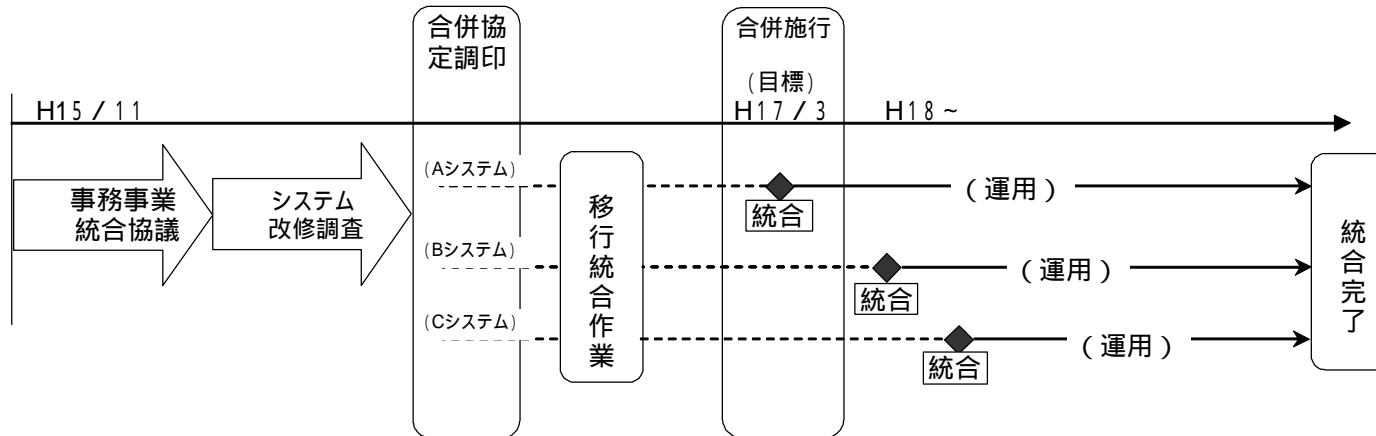 合併協
定調印
合併施行
(目標)
H15/11
H17/3
H18~
事務事業
統合協議
システム
改修調査
(Aシステム)
移行統合作業
統合
(運用)
(Bシステム)
統合
(運用)
(Cシステム)
統合
(運用)
統合完了